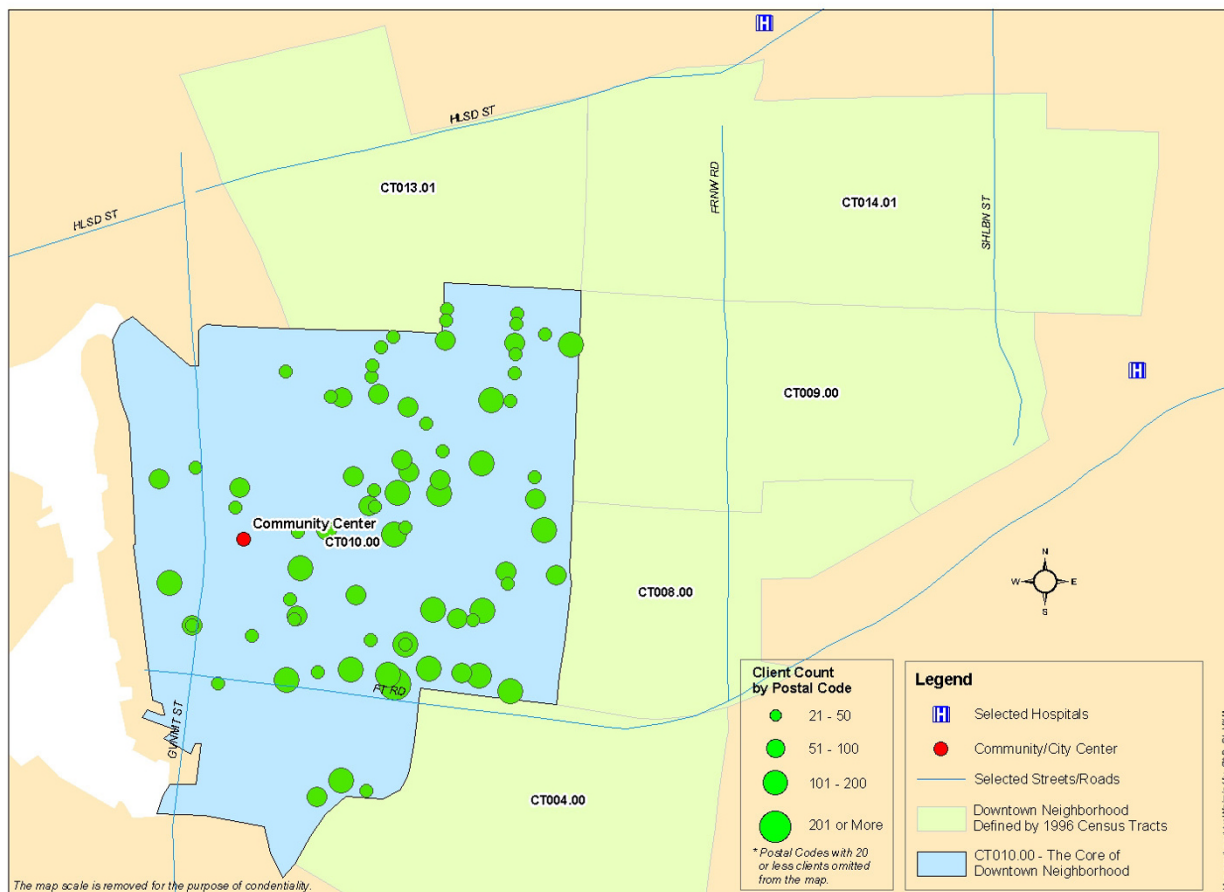 H
HLSD ST
CT013.01
HLSD ST
FRNW RD
CT014.01
SHLBN ST
H
CT009.00
Community Center
CT010.00
CT008.00
N
W E
S
FT RD
GVNMT ST
CT004.00
Client Count
by Postal Code
21 - 50
51 - 100
101 - 200
201 or More
* Postal Codes with 20
or less clients omitted
from the map.
Legend
H Selected Hospitals
Community/City Center
Selected Streets/Roads
Downtown Neighborhood
Defined by 1996 Census Tracts
CT010.00 - The Core of
Downtown Neighborhood
The map scale is removed for the purpose of condentiality.